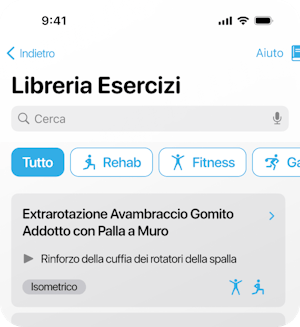 9:41
Indietro
Aiuto
Libreria Esercizi
Cerca
Tutto
Rehab
Fitness
Ga
Extrarotazione Avambraccio Gomito
Addotto con Palla a Muro
Rinforzo della cuffia dei rotatori della spalla
Isometrico